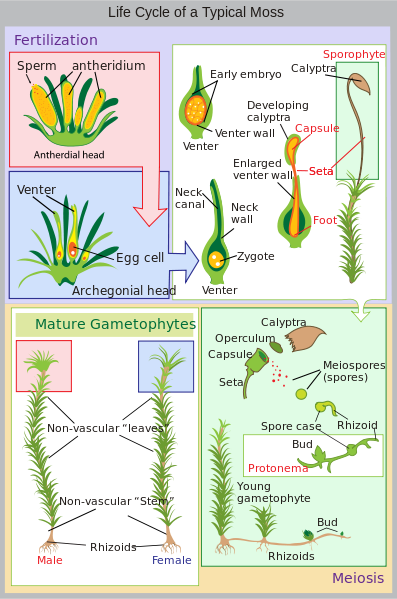 Life Cycle of a Typical Moss
Fertilization
Sperm
antheridium
Antherdial head
Venter
Egg cell
Archegonial head
Early embryo
Venter wall
Venter
Neck
canal
Neck
wall
Zygote
Venter
Developing
calyptra
Capsule
Enlarged
venter wall
Seta
Foot
Sporophyte
Calyptra
Mature Gametophytes
Non-vascular “leaves”
Non-vascular “Stem”
Rhizoids
Male
Female
Calyptra
Operculum
Capsule
Seta
Meiospores
(spores)
Spore case
Rhizoid
Bud
Protonema
Young
gametophyte
Bud
Rhizoids
Meiosis